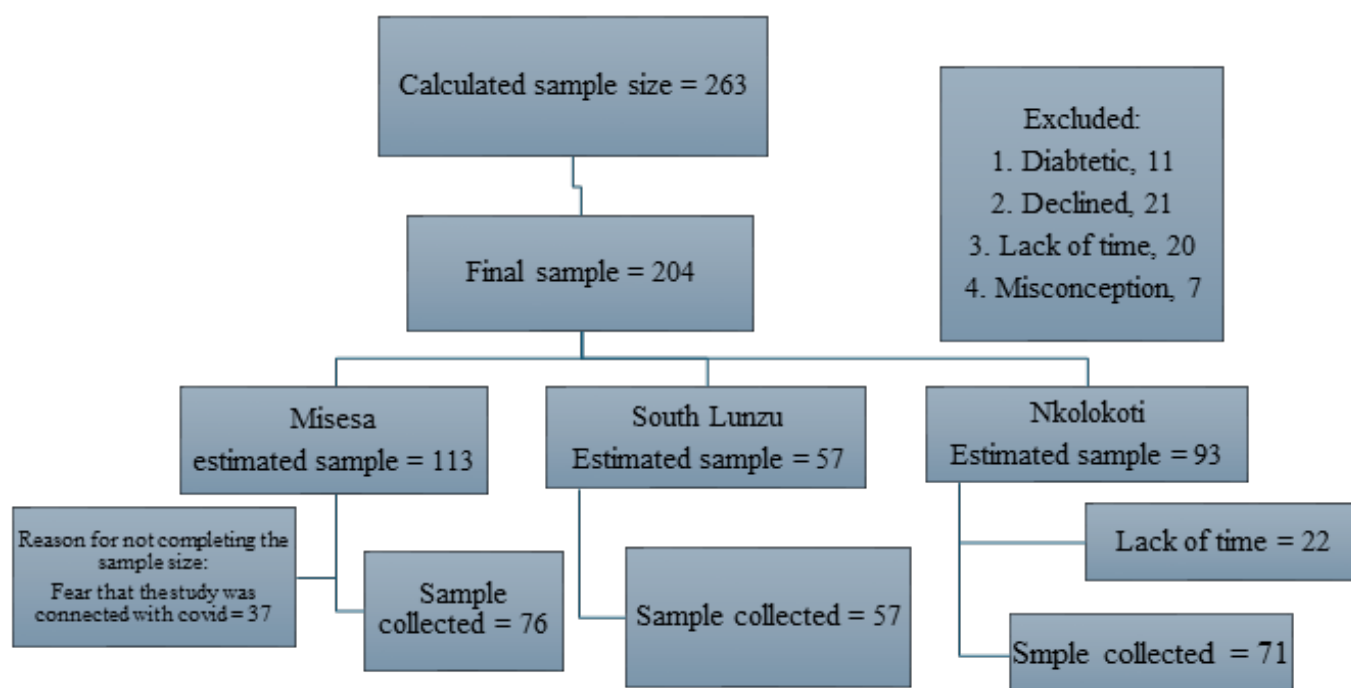 Calculated sample size = 263
Excluded:
1. Diabtetic, 11
2. Declined, 21
3. Lack of time, 20
4. Misconception, 7
Final sample = 204
Misesa
estimated sample = 113
South Lunzu
Estimated sample = 57
Nkolokoti
Estimated sample = 93
Reason for not completing the
sample size:
Fear that the study was
connected with covid = 37
Sample
collected = 76
Sample collected = 57
Lack of time = 22
Smple collected = 71